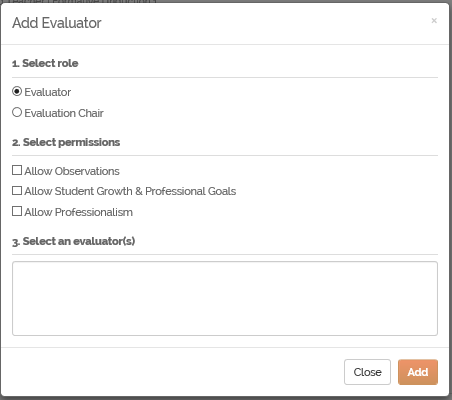 Add Evaluator
×
1. Select role
Evaluator
Evaluation Chair
2. Select permissions
Allow Observations
Allow Student Growth & Professional Goals
Allow Professionalism
3. Select an evaluator(s)
Close
Add